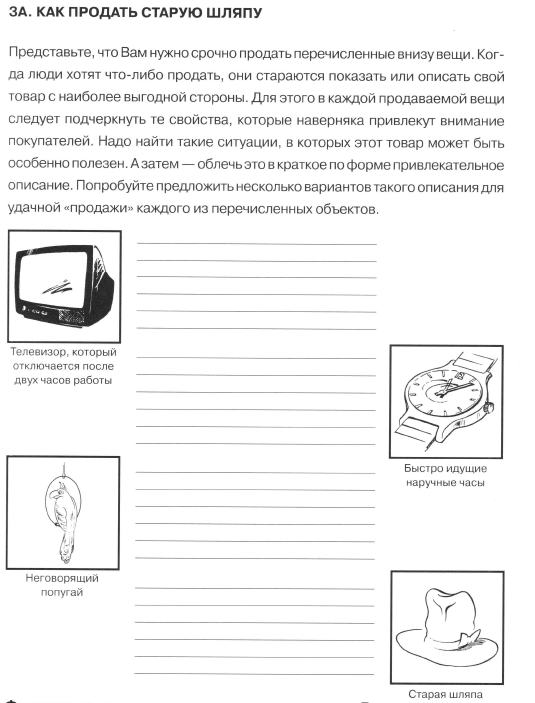 3А. КАК ПРОДАТЬ СТАРУЮ ШЛЯПУ
Представьте, что Вам нужно срочно продать перечисленные внизу вещи. Ког-
да люди хотят что-либо продать, они стараются показать или описать свой
товар с наиболее выгодной стороны. Для этого в каждой продаваемой вещи
следует подчеркнуть те свойства, которые наверняка привлекут внимание
покупателей. Надо найти такие ситуации, в которых этот товар может быть
особенно полезен. А затем — облечь это в краткое по форме привлекательное
описание. Попробуйте предложить несколько вариантов такого описания для
удачной «продажи» каждого из перечисленных объектов.
Телевизор, который
отключается после
двух часов работы
Быстро идущие
наручные часы
Неговорящий
попугай
Старая шляпа